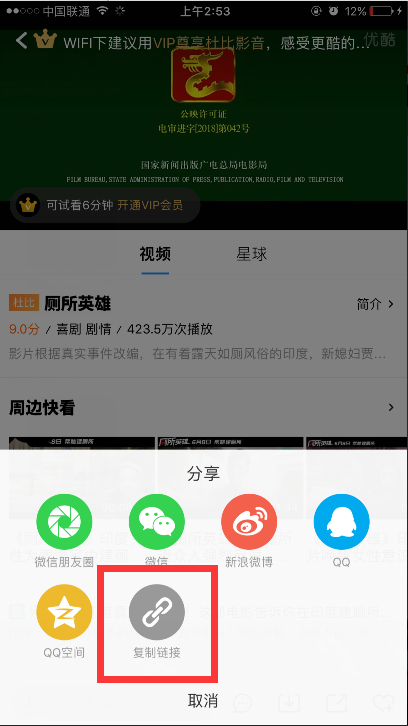 中国联通
上午2:53
12%
WIFI下建议用VIP尊享杜比影音，感受更酷的...
优酷
公映许可证
电审进字[2018]第042号
国家新闻出版广电总局电影局
FILM BUREAU,STATE ADMINISTRATION OF PRESS,PUBLICATION,RADIO,FILM AND TELEVISION
可试看6分钟 开通VIP会员
视频
星球
杜比 厕所英雄
简介
9.0分 / 喜剧 剧情 / 423.5万次播放
影片根据真实事件改编，在有着露天如厕风俗的印度，新媳妇贾...
周边快看
分享
微信朋友圈
微信
新浪微博
QQ
QQ空间
复制链接
取消